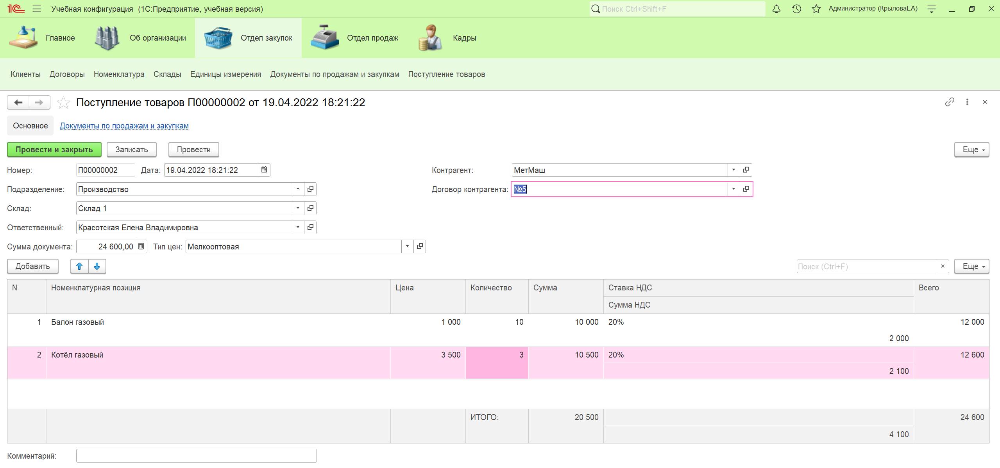 1С Учебная конфигурация (1С:Предприятие, учебная версия) Поиск Ctrl+Shift+F Администратор (КрыловаЕА)
Главное Об организации Отдел закупок Отдел продаж Кадры
Клиенты Договоры Номенклатура Склады Единицы измерения Документы по продажам и закупкам Поступление товаров
Поступление товаров П00000002 от 19.04.2022 18:21:22
Основное Документы по продажам и закупкам
Провести и закрыть Записать Провести Еще
Номер: П00000002 Дата: 19.04.2022 18:21:22 Контрагент: МетМаш
Подразделение: Производство Договор контрагента: №5
Склад: Склад 1
Ответственный: Красотская Елена Владимировна
Сумма документа: 24 600,00 Тип цен: Мелкооптовая
Добавить Поиск (Ctrl+F) × Еще
N Номенклатурная позиция Цена Количество Сумма Ставка НДС Всего
Сумма НДС
1 Балон газовый 1 000 10 10 000 20% 12 000
2 000
2 Котёл газовый 3 500 3 10 500 20% 12 600
2 100
ИТОГО: 20 500 24 600
4 100
Комментарий: